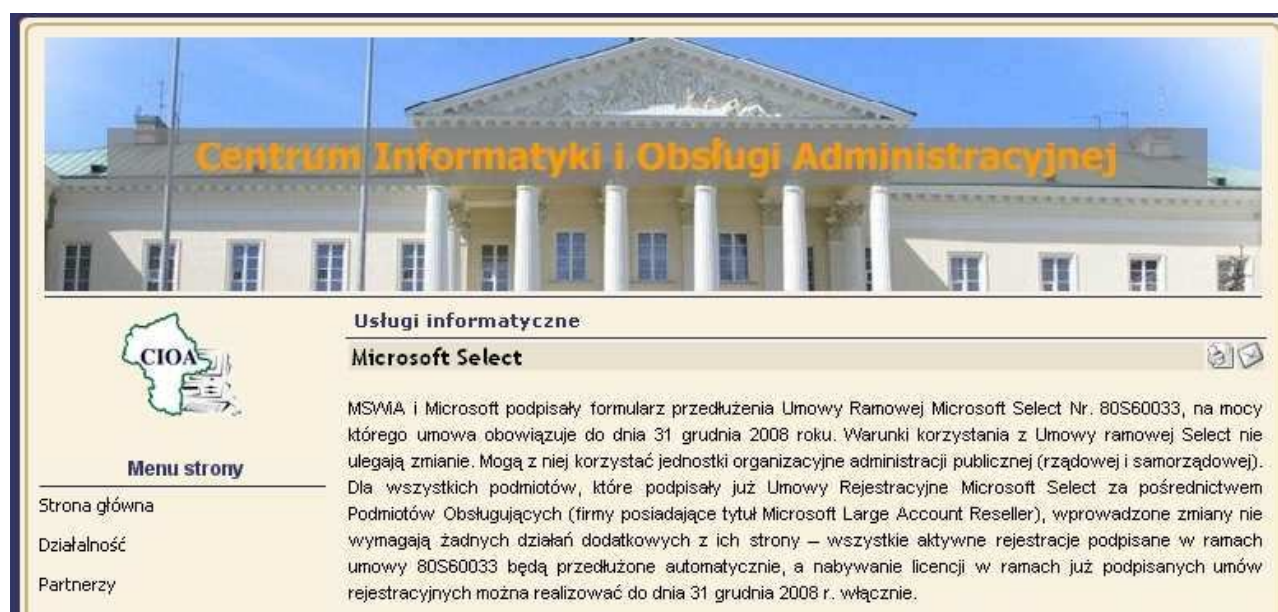 Centrum Informatyki i Obsługi Administracyjnej
CIOA
Menu strony
Strona główna
Działalność
Partnerzy
Usługi informatyczne
Microsoft Select
MSWiA i Microsoft podpisały formularz przedłużenia Umowy Ramowej Microsoft Select Nr. 80S60033, na mocy
którego umowa obowiązuje do dnia 31 grudnia 2008 roku. Warunki korzystania z Umowy ramowej Select nie
ulegają zmianie. Mogą z niej korzystać jednostki organizacyjne administracji publicznej (rządowej i samorządowej).
Dla wszystkich podmiotów, które podpisały już Umowy Rejestracyjne Microsoft Select za pośrednictwem
Podmiotów Obsługujących (firmy posiadające tytuł Microsoft Large Account Reseller), wprowadzone zmiany nie
wymagają żadnych działań dodatkowych z ich strony – wszystkie aktywne rejestracje podpisane w ramach
umowy 80S60033 będą przedłużone automatycznie, a nabywanie licencji w ramach już podpisanych umów
rejestracyjnych można realizować do dnia 31 grudnia 2008 r. włącznie.